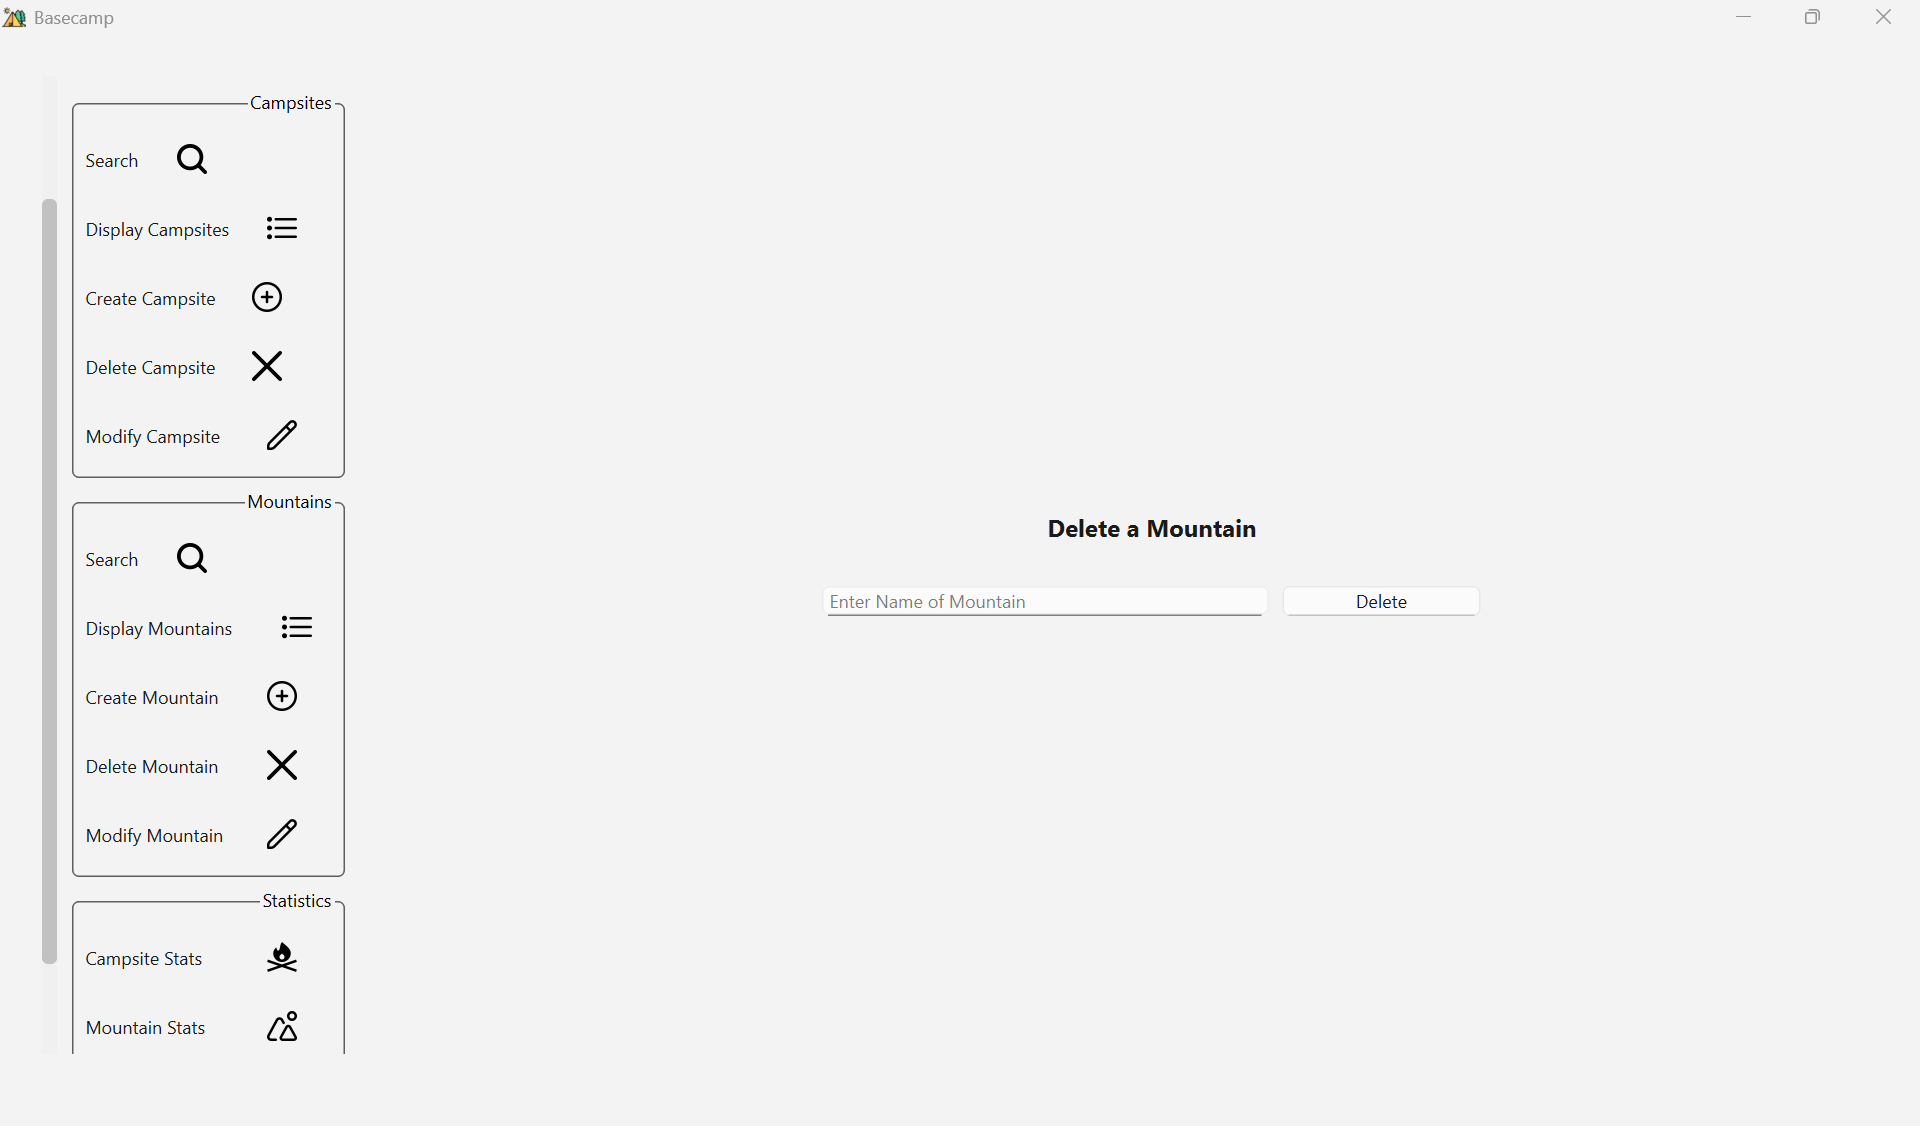 Basecamp
Campsites
Search
Display Campsites
Create Campsite
Delete Campsite
Modify Campsite
Mountains
Search
Display Mountains
Create Mountain
Delete Mountain
Modify Mountain
Statistics
Campsite Stats
Mountain Stats
Delete a Mountain
Enter Name of Mountain
Delete